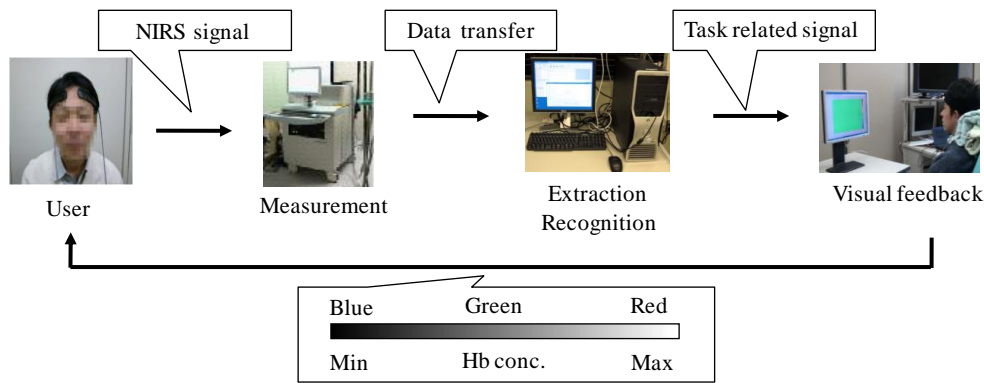 NIRS signal
Data transfer
Task related signal
User
Measurement
Extraction
Recognition
Visual feedback
Blue Green Red
Min Hb conc. Max